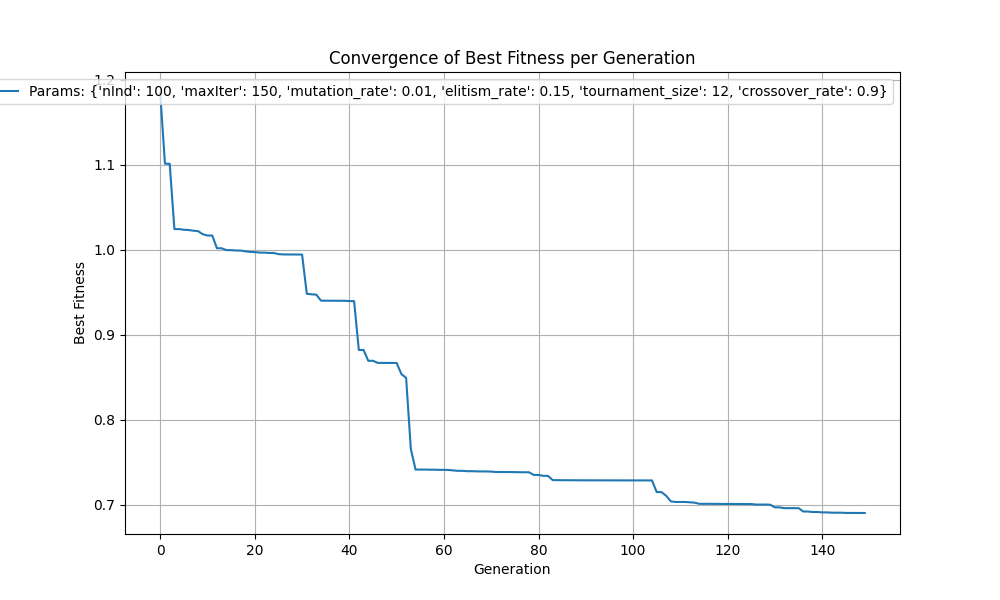 Convergence of Best Fitness per Generation
Params: {'nInd': 100, 'maxIter': 150, 'mutation_rate': 0.01, 'elitism_rate': 0.15, 'tournament_size': 12, 'crossover_rate': 0.9}
1.2
1.1
1.0
0.9
0.8
0.7
Best Fitness
0 20 40 60 80 100 120 140
Generation